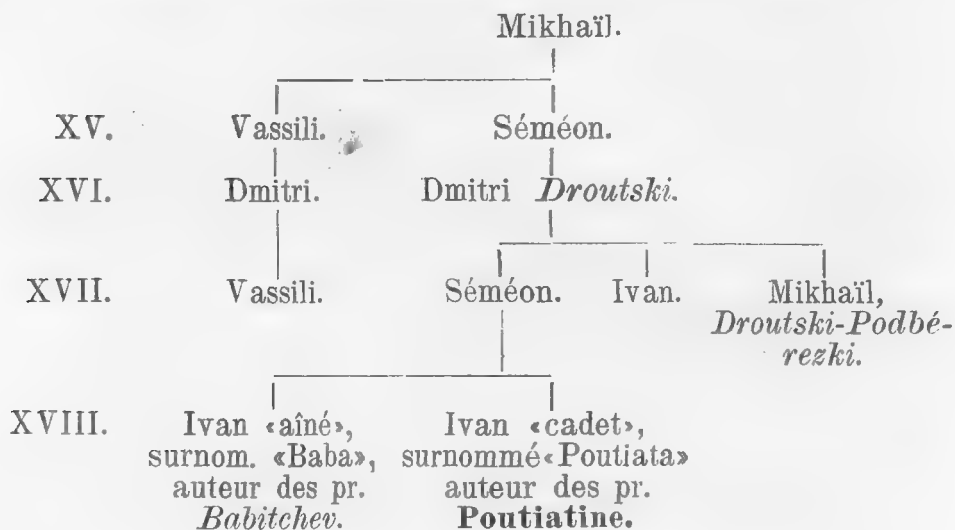 Mikhaïl.
XV. Vassili. Séméon.
XVI. Dmitri. Dmitri Droutski.
XVII. Vassili. Séméon. Ivan. Mikhaïl,
Droutski-Podbé-
rezki.
XVIII. Ivan «aîné», Ivan «cadet»,
surnom. «Baba», surnommé «Poutiata»
auteur des pr. auteur des pr.
Babitchev. Poutiatine.